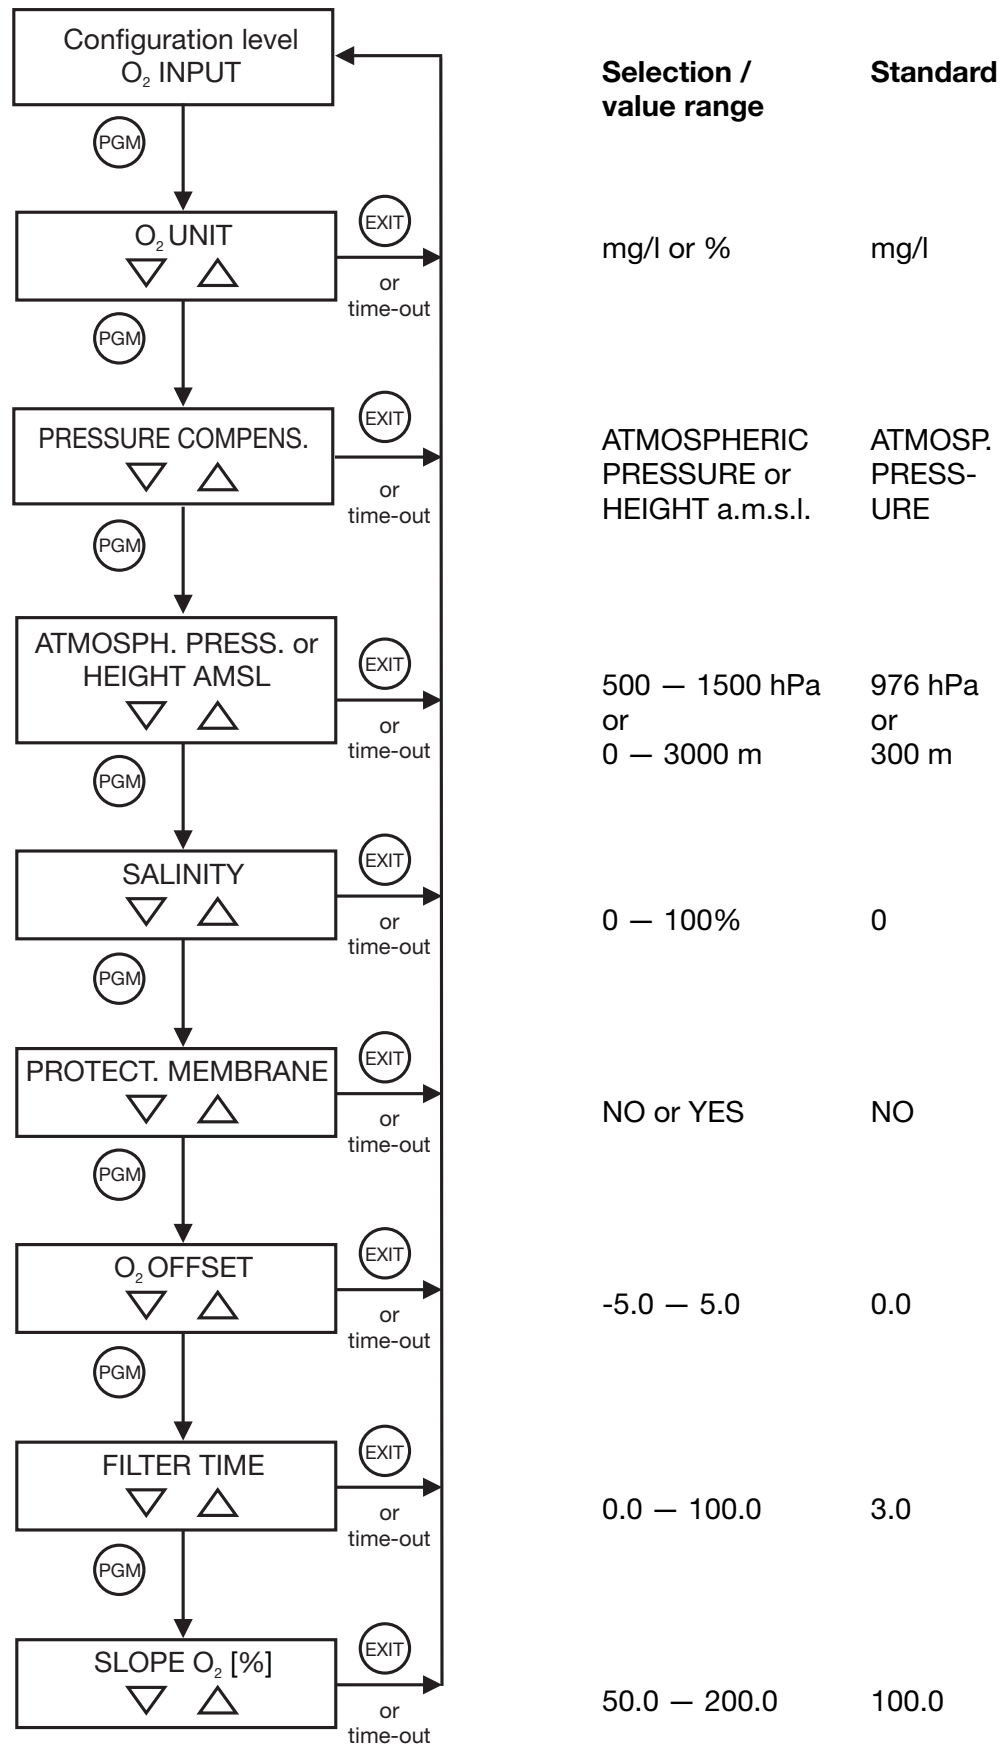 Configuration level
O₂ INPUT
Selection /
value range
Standard
PGM
O₂ UNIT
EXIT
or
time-out
mg/l or %
mg/l
PGM
PRESSURE COMPENS.
EXIT
or
time-out
ATMOSPHERIC
PRESSURE or
HEIGHT a.m.s.l.
ATMOSP.
PRESS-
URE
PGM
ATMOSPH. PRESS. or
HEIGHT AMSL
EXIT
or
time-out
500 — 1500 hPa
or
0 — 3000 m
976 hPa
or
300 m
PGM
SALINITY
EXIT
or
time-out
0 — 100%
0
PGM
PROTECT. MEMBRANE
EXIT
or
time-out
NO or YES
NO
PGM
O₂ OFFSET
EXIT
or
time-out
-5.0 — 5.0
0.0
PGM
FILTER TIME
EXIT
or
time-out
0.0 — 100.0
3.0
PGM
SLOPE O₂ [%]
EXIT
or
time-out
50.0 — 200.0
100.0